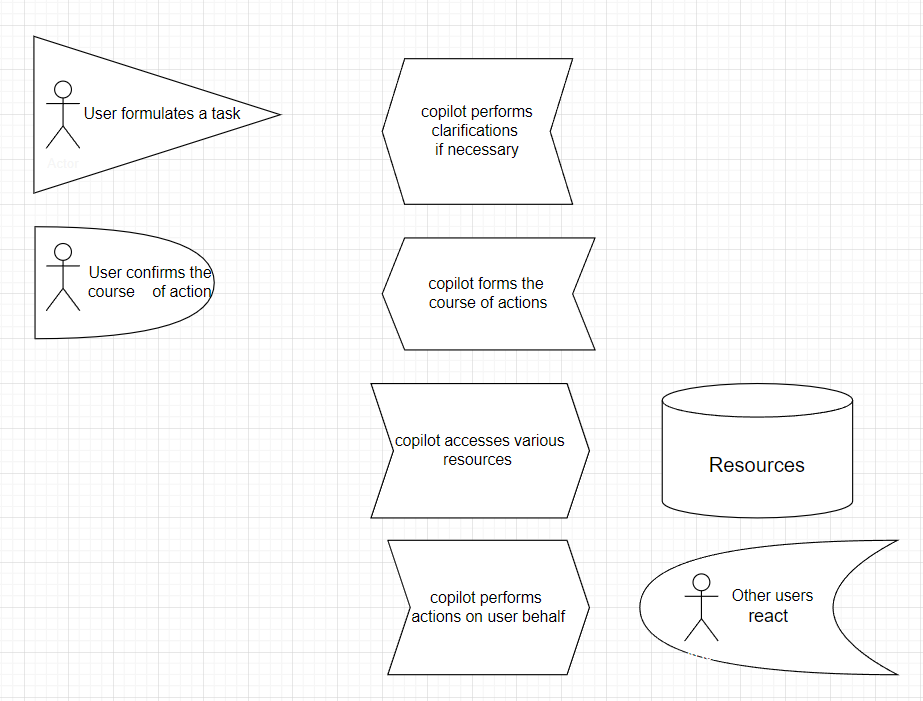 User formulates a task
Actor
copilot performs
clarifications
if necessary
User confirms the
course of action
copilot forms the
course of actions
copilot accesses various
resources
Resources
copilot performs
actions on user behalf
Other users
react